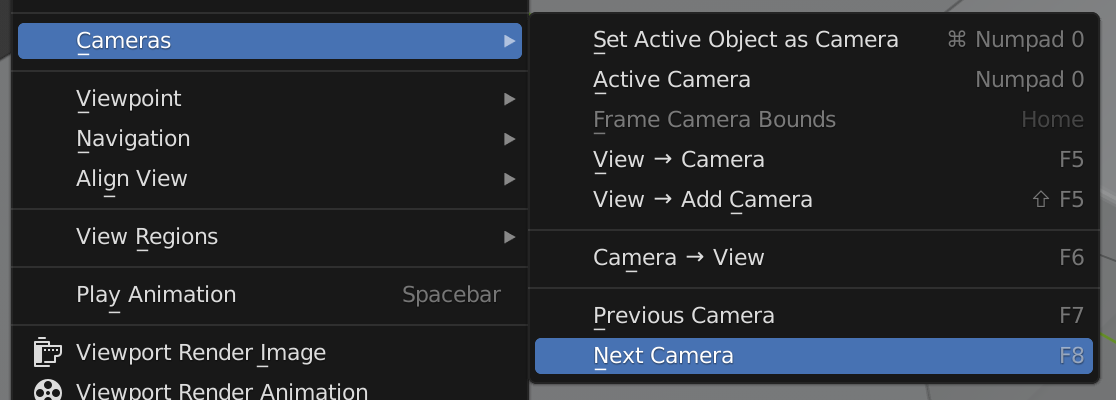 Cameras
Viewpoint
Navigation
Align View
View Regions
Play Animation Spacebar
Viewport Render Image
Viewport Render Animation
Set Active Object as Camera ⌘ Numpad 0
Active Camera Numpad 0
Frame Camera Bounds Home
View → Camera F5
View → Add Camera ⇧ F5
Camera → View F6
Previous Camera F7
Next Camera F8